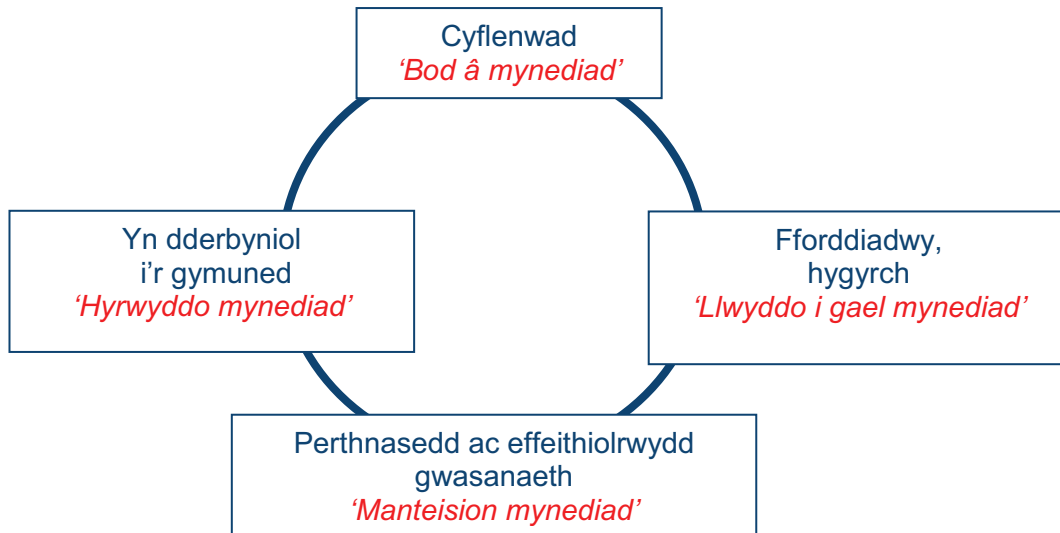 Cyflenwad
‘Bod â mynediad’
Yn dderbyniol
i’r gymuned
‘Hyrwyddo mynediad’
Fforddiadwy,
hygyrch
‘Llwyddo i gael mynediad’
Perthnasedd ac effeithiolrwydd
gwasanaeth
‘Manteision mynediad’